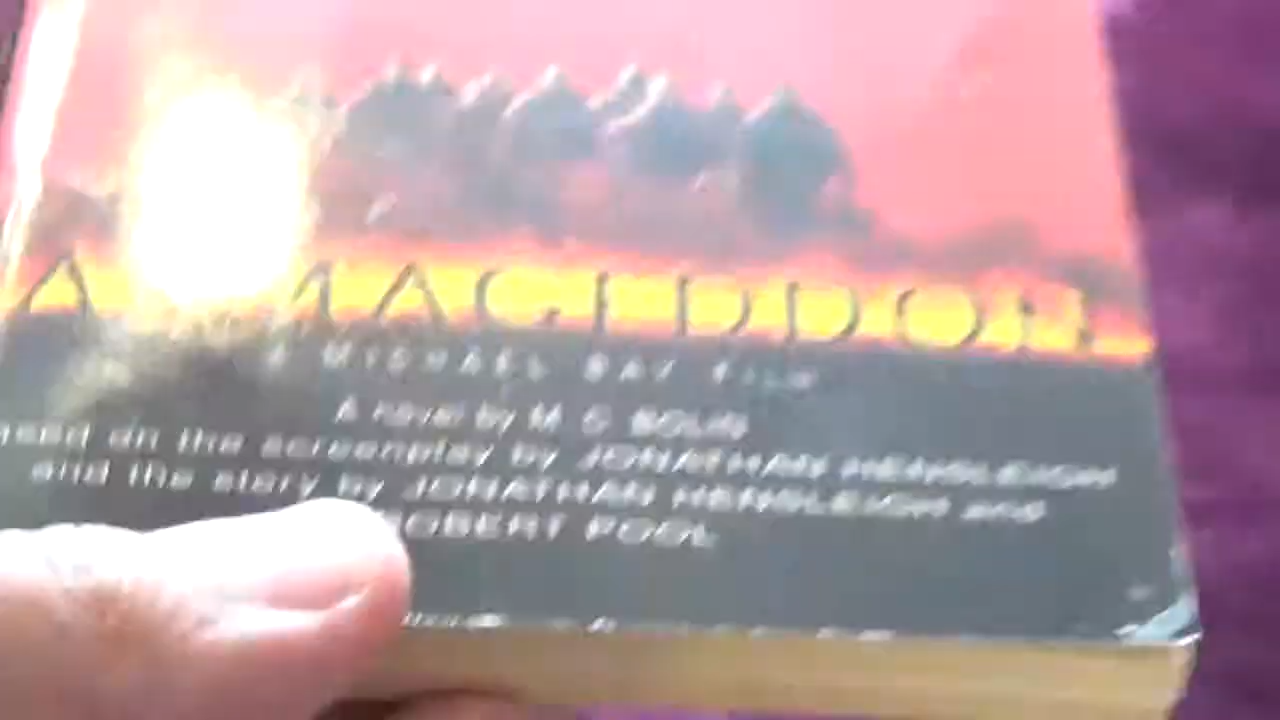 ARMAGEDDON
A MICHAEL BAY FILM
A novel by M. C. BOLIN
based on the screenplay by JONATHAN HENSLEIGH
and the story by JONATHAN HENSLEIGH and
ROBERT POOL